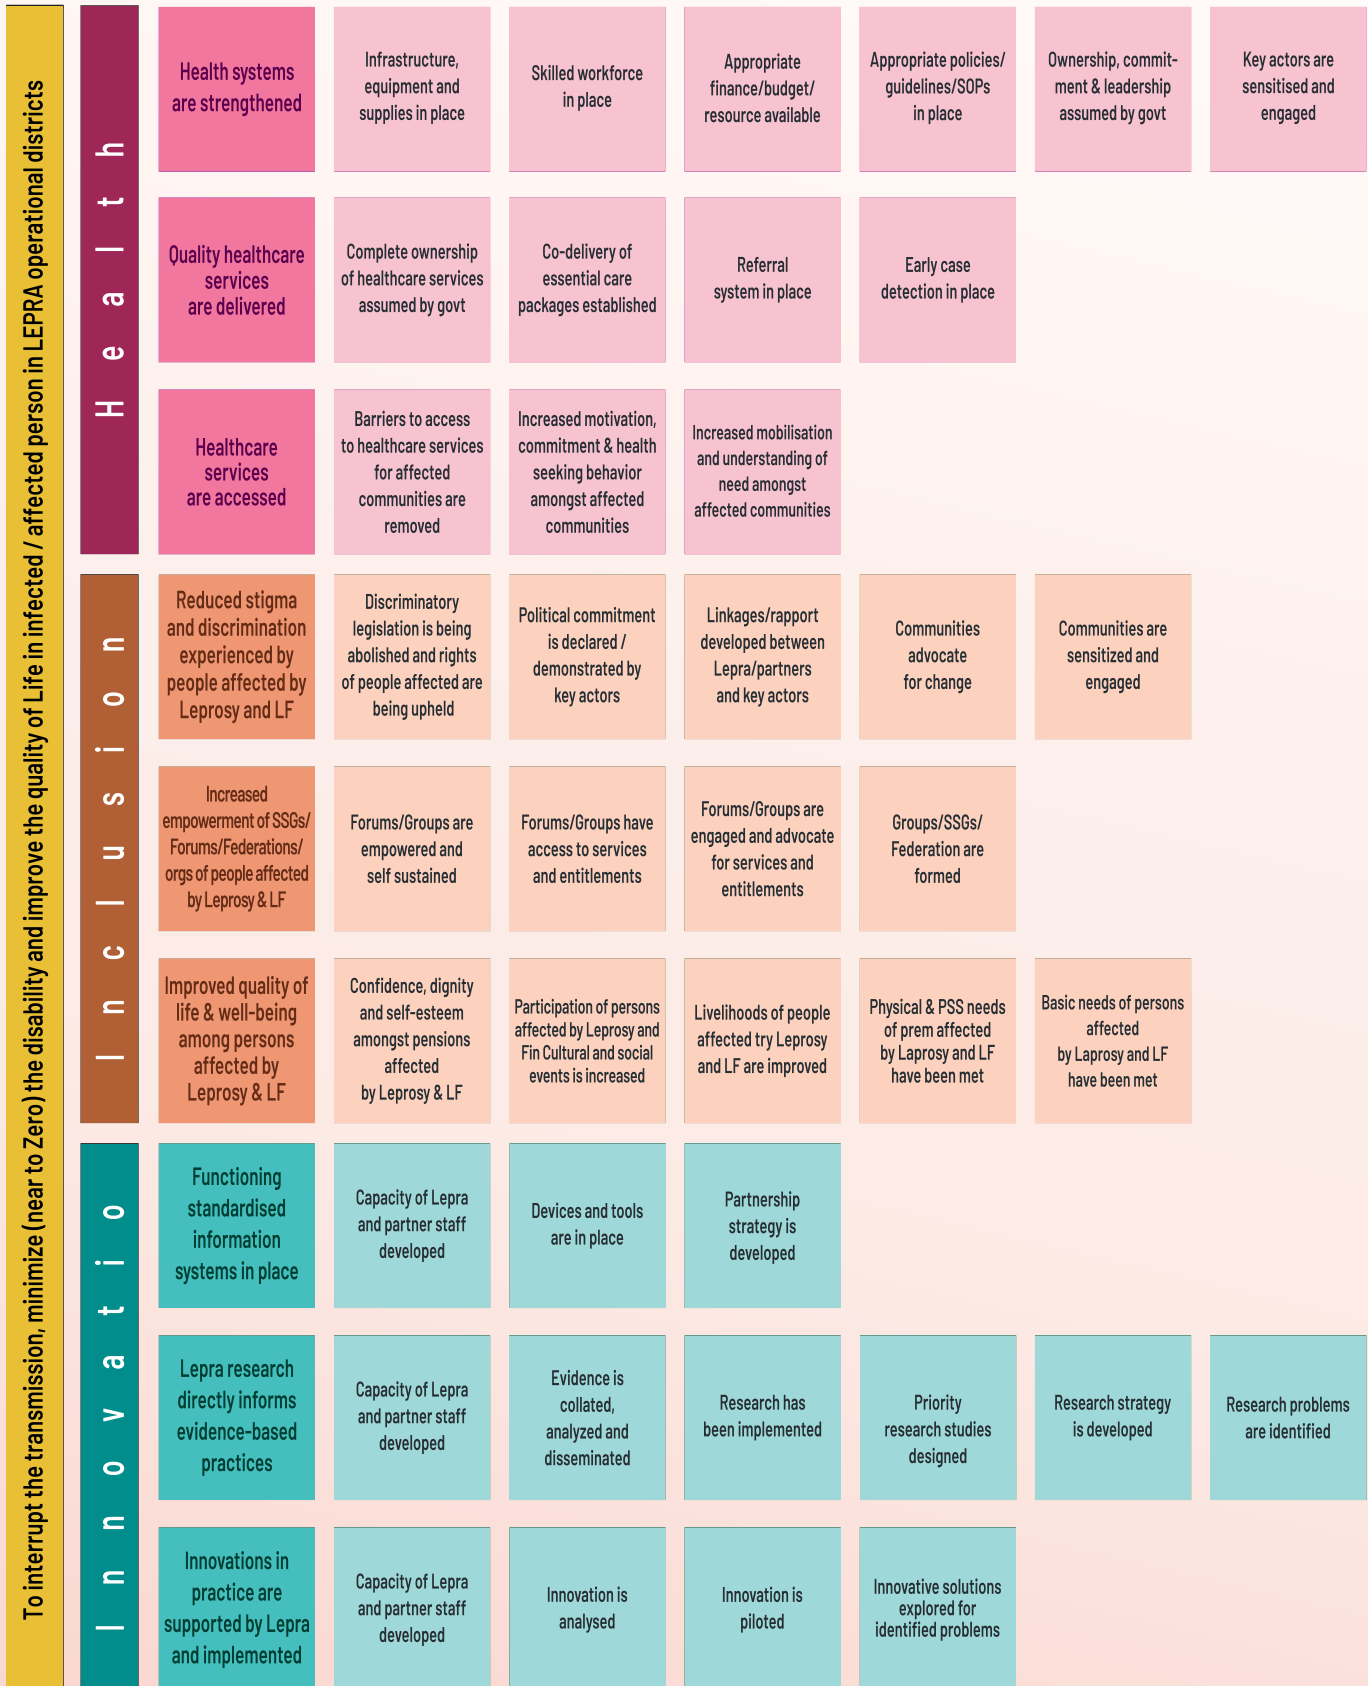 To interrupt the transmission, minimize (near to Zero) the disability and improve the quality of Life in infected / affected person in LEPRA operational districts
Health
Health systems
are strengthened
Infrastructure,
equipment and
supplies in place
Skilled workforce
in place
Appropriate
finance/budget/
resource available
Appropriate policies/
guidelines/SOPs
in place
Ownership, commit-
ment & leadership
assumed by govt
Key actors are
sensitised and
engaged
Quality healthcare
services
are delivered
Complete ownership
of healthcare services
assumed by govt
Co-delivery of
essential care
packages established
Referral
system in place
Early case
detection in place
Healthcare
services
are accessed
Barriers to access
to healthcare services
for affected
communities are
removed
Increased motivation,
commitment & health
seeking behavior
amongst affected
communities
Increased mobilisation
and understanding of
need amongst
affected communities
Inclusion
Reduced stigma
and discrimination
experienced by
people affected by
Leprosy and LF
Discriminatory
legislation is being
abolished and rights
of people affected are
being upheld
Political commitment
is declared /
demonstrated by
key actors
Linkages/rapport
developed between
Lepra/partners
and key actors
Communities
advocate
for change
Communities are
sensitized and
engaged
Increased
empowerment of SSGs/
Forums/Federations/
orgs of people affected
by Leprosy & LF
Forums/Groups are
empowered and
self sustained
Forums/Groups have
access to services
and entitlements
Forums/Groups are
engaged and advocate
for services and
entitlements
Groups/SSGs/
Federation are
formed
Improved quality of
life & well-being
among persons
affected by
Leprosy & LF
Confidence, dignity
and self-esteem
amongst pensions
affected
by Leprosy & LF
Participation of persons
affected by Leprosy and
Fin Cultural and social
events is increased
Livelihoods of people
affected try Leprosy
and LF are improved
Physical & PSS needs
of prem affected
by Laprosy and LF
have been met
Basic needs of persons
affected
by Laprosy and LF
have been met
Innovatio
Functioning
standardised
information
systems in place
Capacity of Lepra
and partner staff
developed
Devices and tools
are in place
Partnership
strategy is
developed
Lepra research
directly informs
evidence-based
practices
Capacity of Lepra
and partner staff
developed
Evidence is
collated,
analyzed and
disseminated
Research has
been implemented
Priority
research studies
designed
Research strategy
is developed
Research problems
are identified
Innovations in
practice are
supported by Lepra
and implemented
Capacity of Lepra
and partner staff
developed
Innovation is
analysed
Innovation is
piloted
Innovative solutions
explored for
identified problems